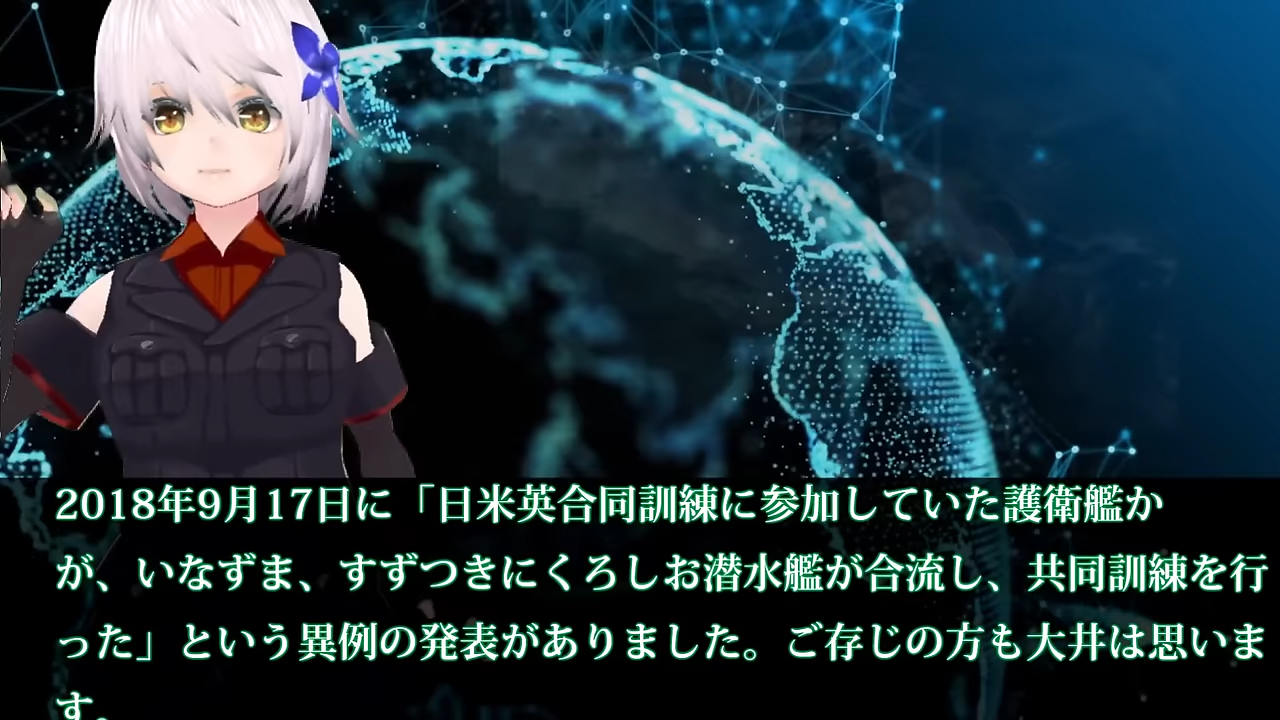 2018年9月17日に「日米英合同訓練に参加していた護衛艦か
が、いなずま、すずつきにくろしお潜水艦が合流し、共同訓練を行
った」という異例の発表がありました。ご存じの方も大井は思いま
す。